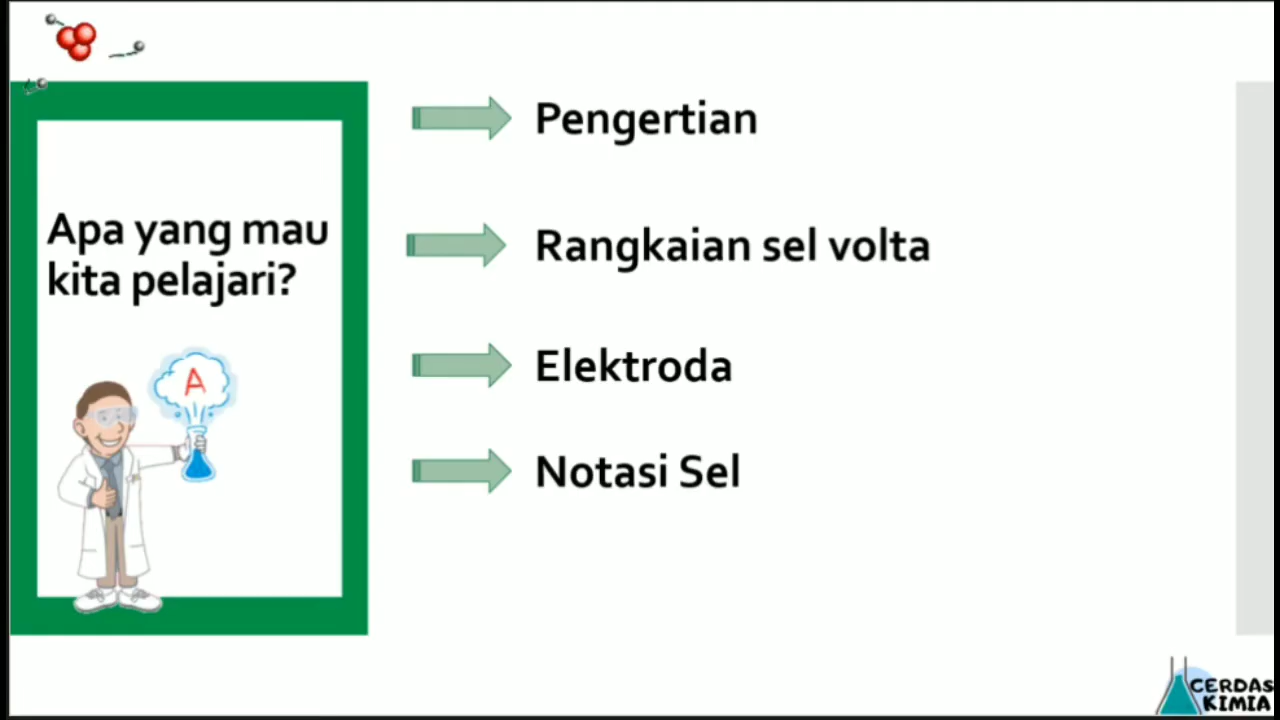 Apa yang mau
kita pelajari?
A
Pengertian
Rangkaian sel volta
Elektroda
Notasi Sel
CERDAS
KIMIA